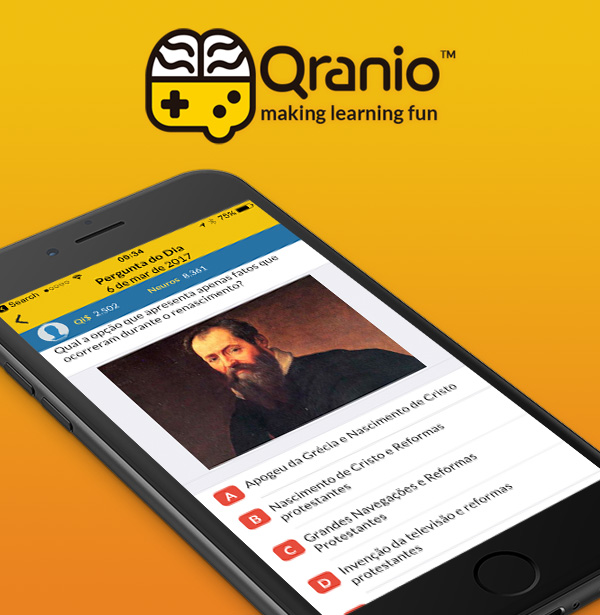 Qranio™
making learning fun
Search
09:34
75%
Pergunta do Dia
6 de mar de 2017
QI$ 2.502
Neuros 8.361
Qual a opção que apresenta apenas fatos que
ocorreram durante o renascimento?
A Apogeu da Grécia e Nascimento de Cristo
B Nascimento de Cristo e Reformas
protestantes
C Grandes Navegações e Reformas
Protestantes
D Invenção da televisão e reformas
protestantes